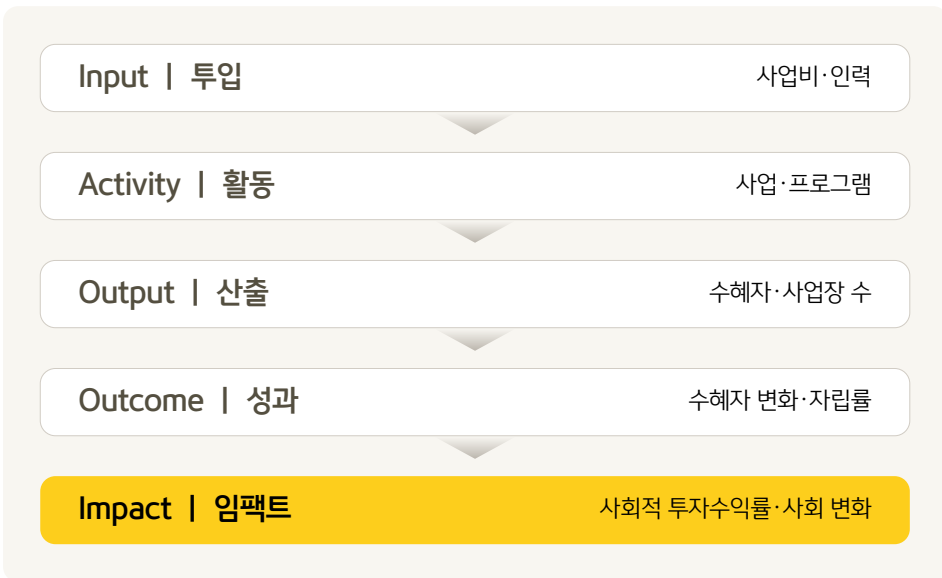 Input | 투입 사업비·인력
Activity | 활동 사업·프로그램
Output | 산출 수혜자·사업장 수
Outcome | 성과 수혜자 변화·자립률
Impact | 임팩트 사회적 투자수익률·사회 변화